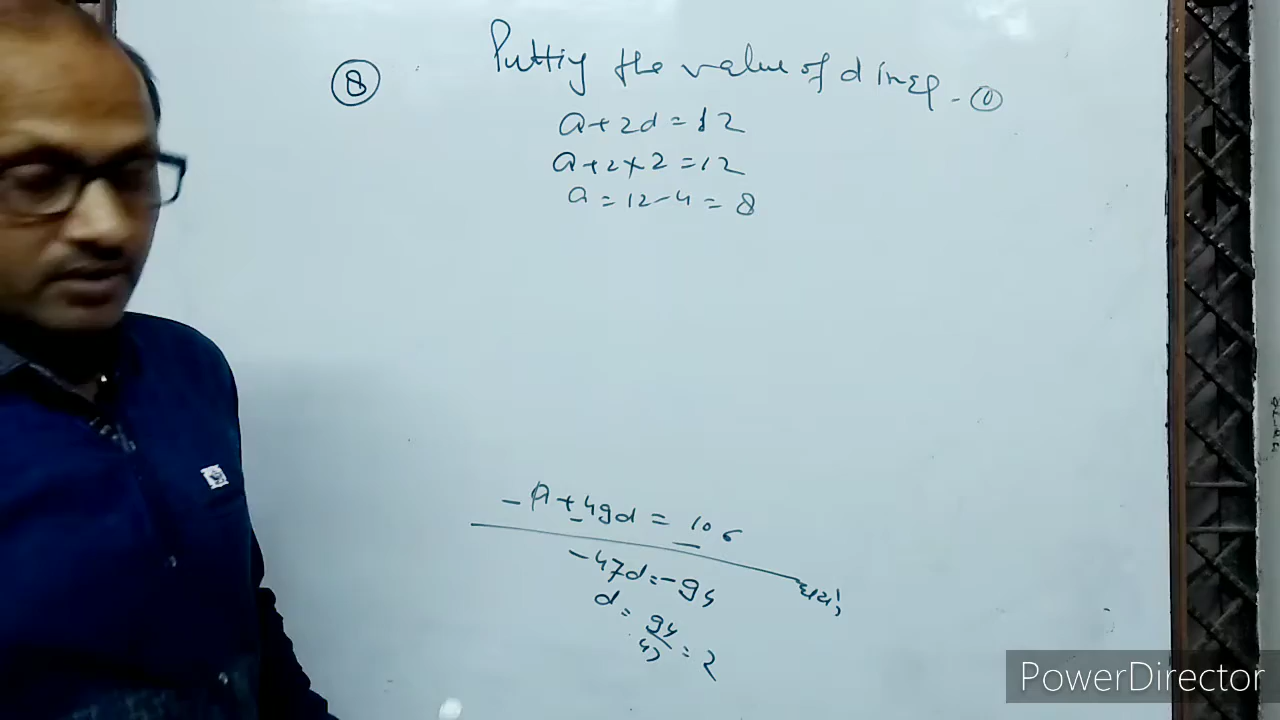 ⑧ Puttiy the value of d in Eq. - ①
a + 2d = 12
a + 2 × 2 = 12
a = 12 - 4 = 8
- a + 49d = 106
-47d = -94
d = 94/47 = 2
PowerDirector